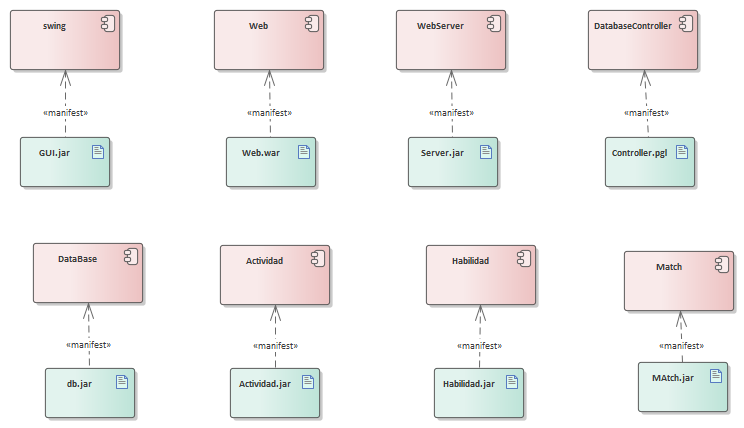 swing
Web
WebServer
DatabaseController
«manifest»
«manifest»
«manifest»
«manifest»
GUI.jar
Web.war
Server.jar
Controller.pgl
DataBase
Actividad
Habilidad
Match
«manifest»
«manifest»
«manifest»
«manifest»
db.jar
Actividad.jar
Habilidad.jar
MAtch.jar